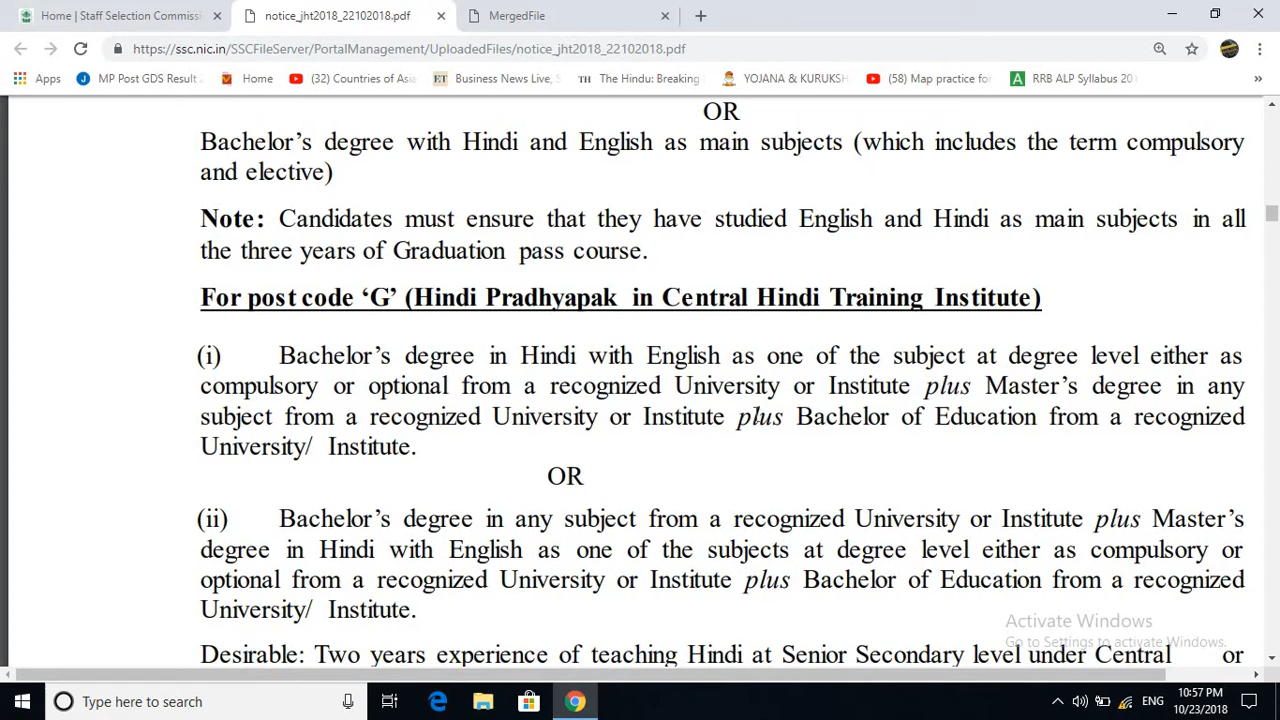 Home | Staff Selection Commiss
notice_jht2018_22102018.pdf
MergedFile
https://ssc.nic.in/SSCFileServer/PortalManagement/UploadedFiles/notice_jht2018_22102018.pdf
Apps
MP Post GDS Result
Home
(32) Countries of Asia
Business News Live,
The Hindu: Breaking
YOJANA & KURUKSH
(58) Map practice for
RRB ALP Syllabus 20
»
OR
Bachelor’s degree with Hindi and English as main subjects (which includes the term compulsory
and elective)
Note: Candidates must ensure that they have studied English and Hindi as main subjects in all
the three years of Graduation pass course.
For post code ‘G’ (Hindi Pradhyapak in Central Hindi Training Institute)
(i) Bachelor’s degree in Hindi with English as one of the subject at degree level either as
compulsory or optional from a recognized University or Institute plus Master’s degree in any
subject from a recognized University or Institute plus Bachelor of Education from a recognized
University/ Institute.
OR
(ii) Bachelor’s degree in any subject from a recognized University or Institute plus Master’s
degree in Hindi with English as one of the subjects at degree level either as compulsory or
optional from a recognized University or Institute plus Bachelor of Education from a recognized
University/ Institute.
Activate Windows
Go to Settings to activate Windows.
Desirable: Two years experience of teaching Hindi at Senior Secondary level under Central or
Type here to search
ENG
10:57 PM
10/23/2018